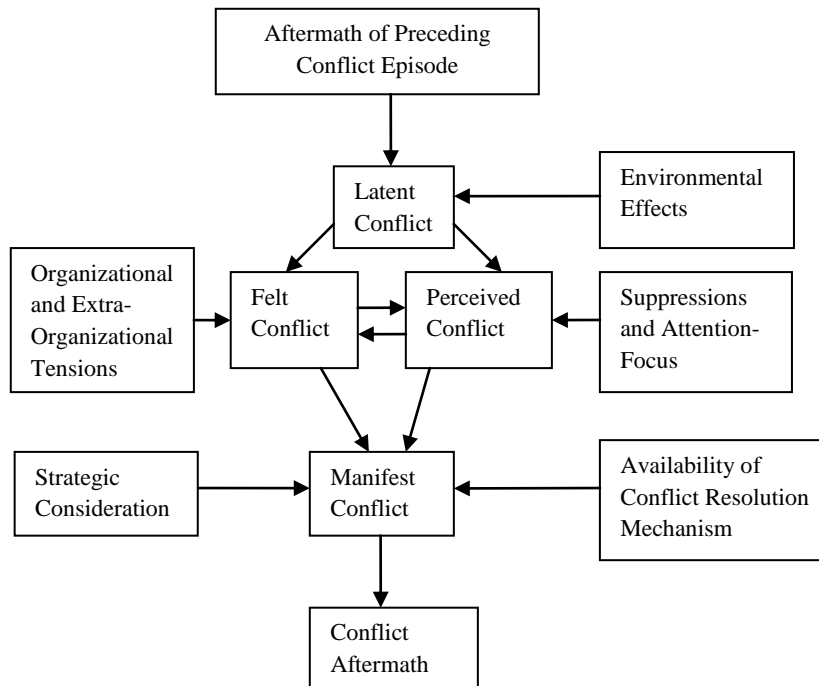 Aftermath of Preceding
Conflict Episode
Latent
Conflict
Environmental
Effects
Organizational
and Extra-
Organizational
Tensions
Felt
Conflict
Perceived
Conflict
Suppressions
and Attention-
Focus
Strategic
Consideration
Manifest
Conflict
Availability of
Conflict Resolution
Mechanism
Conflict
Aftermath